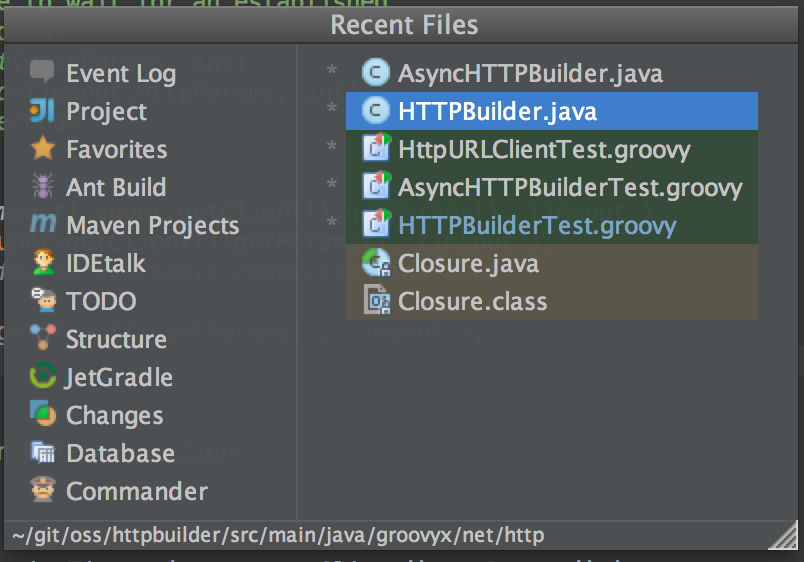 Recent Files
Event Log
Project
Favorites
Ant Build
Maven Projects
IDEtalk
TODO
Structure
JetGradle
Changes
Database
Commander
* AsyncHTTPBuilder.java
* HTTPBuilder.java
* HttpURLClientTest.groovy
* AsyncHTTPBuilderTest.groovy
* HTTPBuilderTest.groovy
Closure.java
Closure.class
~/git/oss/httpbuilder/src/main/java/groovyx/net/http